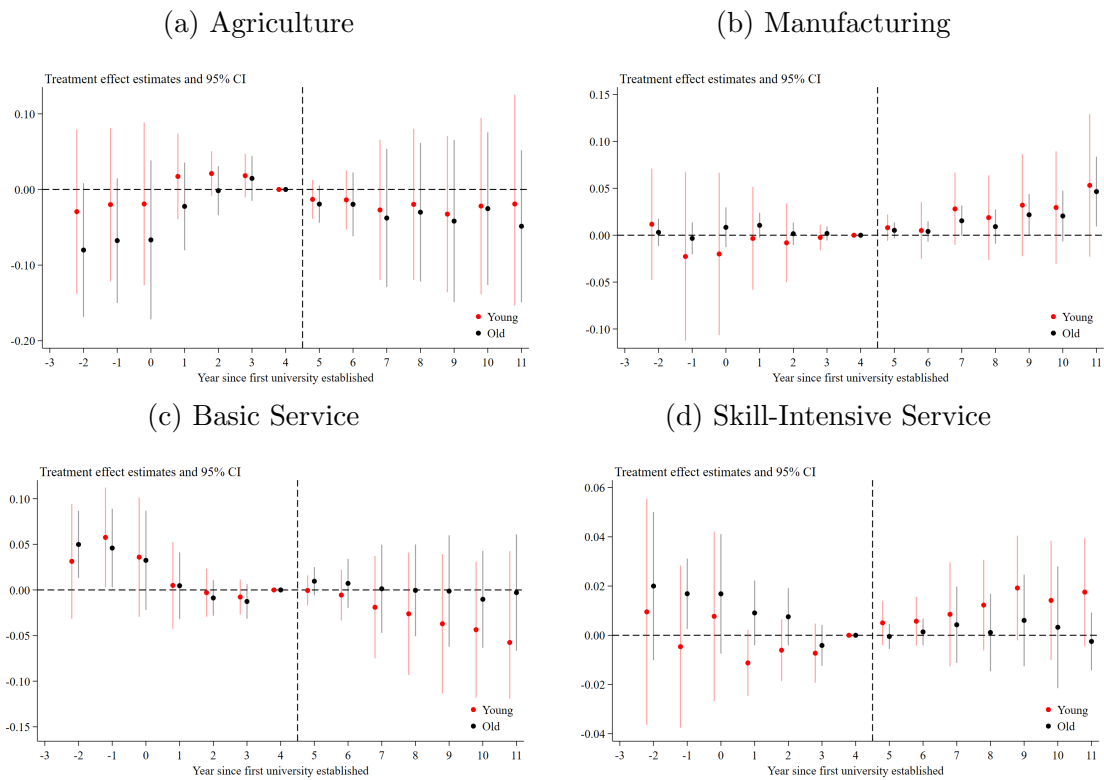 (a) Agriculture
Treatment effect estimates and 95% CI
0.10
0.00
-0.10
-0.20
Young
Old
-3 -2 -1 0 1 2 3 4 5 6 7 8 9 10 11
Year since first university established
(b) Manufacturing
Treatment effect estimates and 95% CI
0.15
0.10
0.05
0.00
-0.05
-0.10
Young
Old
-3 -2 -1 0 1 2 3 4 5 6 7 8 9 10 11
Year since first university established
(c) Basic Service
Treatment effect estimates and 95% CI
0.10
0.05
0.00
-0.05
-0.10
-0.15
Young
Old
-3 -2 -1 0 1 2 3 4 5 6 7 8 9 10 11
Year since first university established
(d) Skill-Intensive Service
Treatment effect estimates and 95% CI
0.06
0.04
0.02
0.00
-0.02
-0.04
Young
Old
-3 -2 -1 0 1 2 3 4 5 6 7 8 9 10 11
Year since first university established